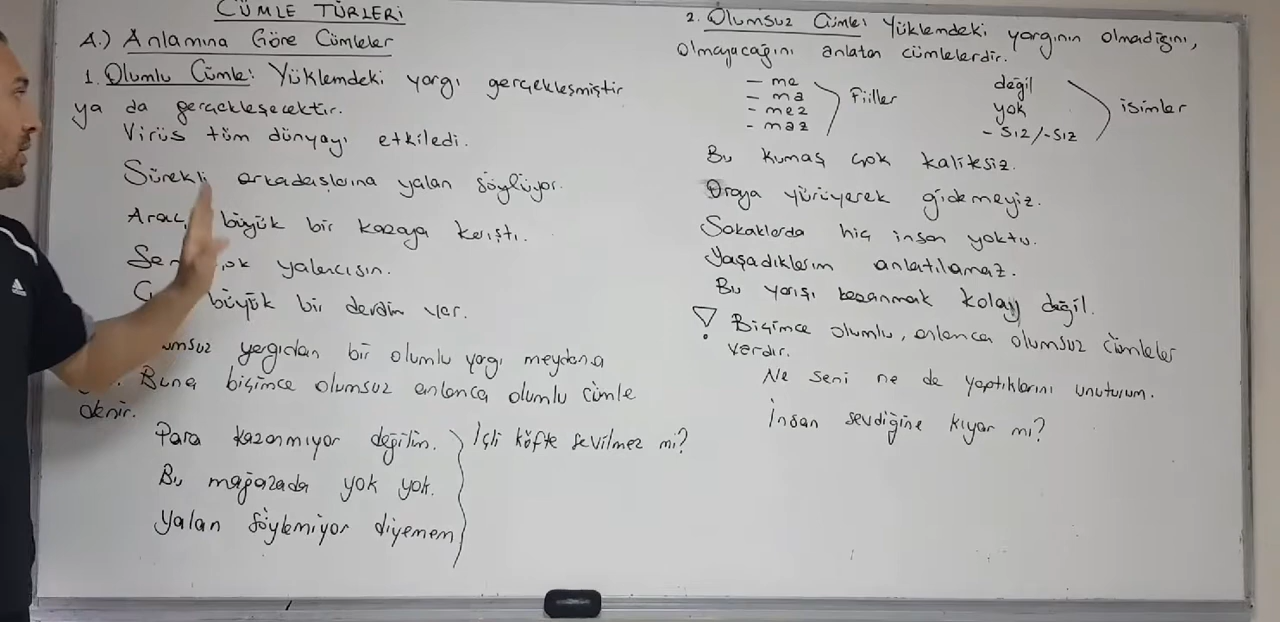 CÜMLE TÜRLERİ
A.) Anlamına Göre Cümleler
1. Olumlu Cümle: Yüklemdeki yargı gerçekleşmiştir
ya da gerçekleşecektir.
Virüs tüm dünyayı etkiledi.
Sürekli arkadaşlarına yalan söylüyor.
Araç büyük bir kazaya karıştı.
Sen yalancısın.
büyük bir derdim var.
yargıdan bir olumlu yargı meydana
Buna biçimce olumsuz anlamca olumlu cümle
denir.
Para kazanmıyor değilim.
Bu mağazada yok yok.
Yalan söylemiyor diyemem
İçli köfte sevilmez mi?
2. Olumsuz Cümle: Yüklemdeki yargının olmadığını,
olmayacağını anlatan cümlelerdir.
- me
- ma
- mez
- maz
Fiiller
değil
yok
- siz/-sız
isimler
Bu kumaş çok kalitesiz.
Oraya yürüyerek gidemeyiz.
Sokaklarda hiç insan yoktu.
Yaşadıklarım anlatılamaz.
Bu yarışı kazanmak kolay değil.
! Biçimce olumlu, anlamca olumsuz cümleler
vardır.
Ne seni ne de yaptıklarını unuturum.
İnsan sevdiğine kıyar mı?